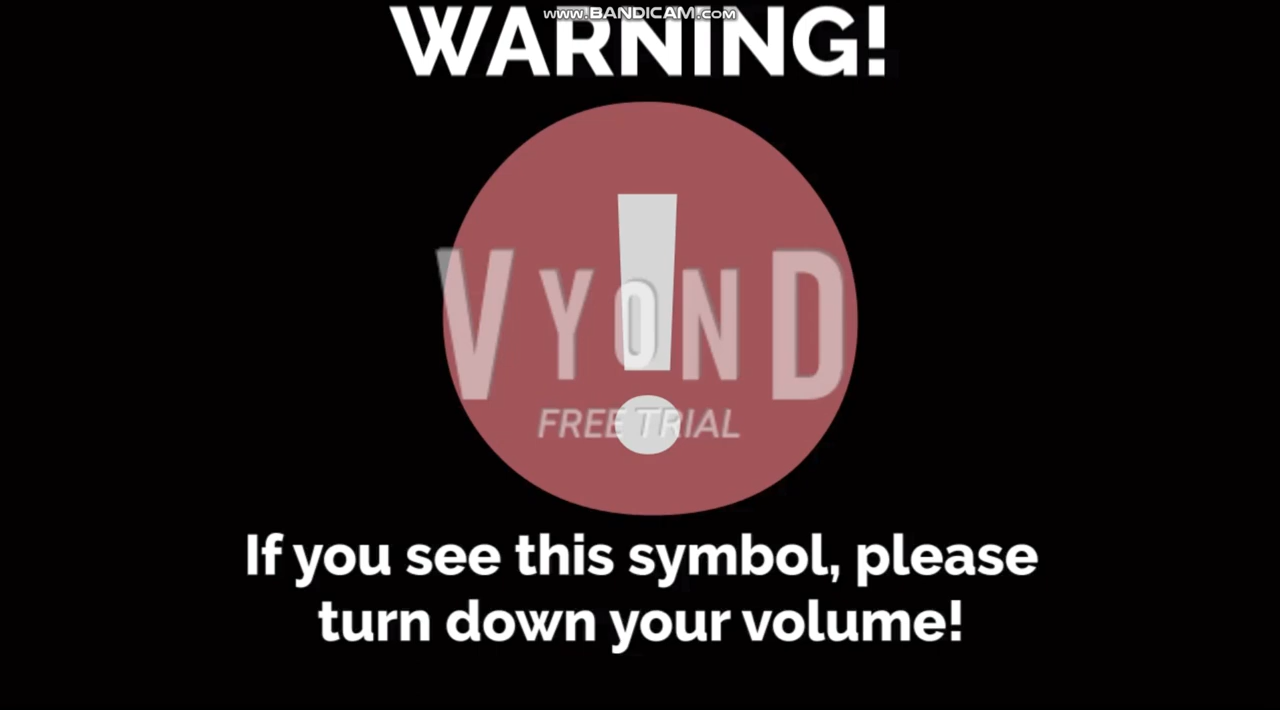 www.BANDICAM.com
WARNING!
!
VYOND
FREE TRIAL
If you see this symbol, please
turn down your volume!